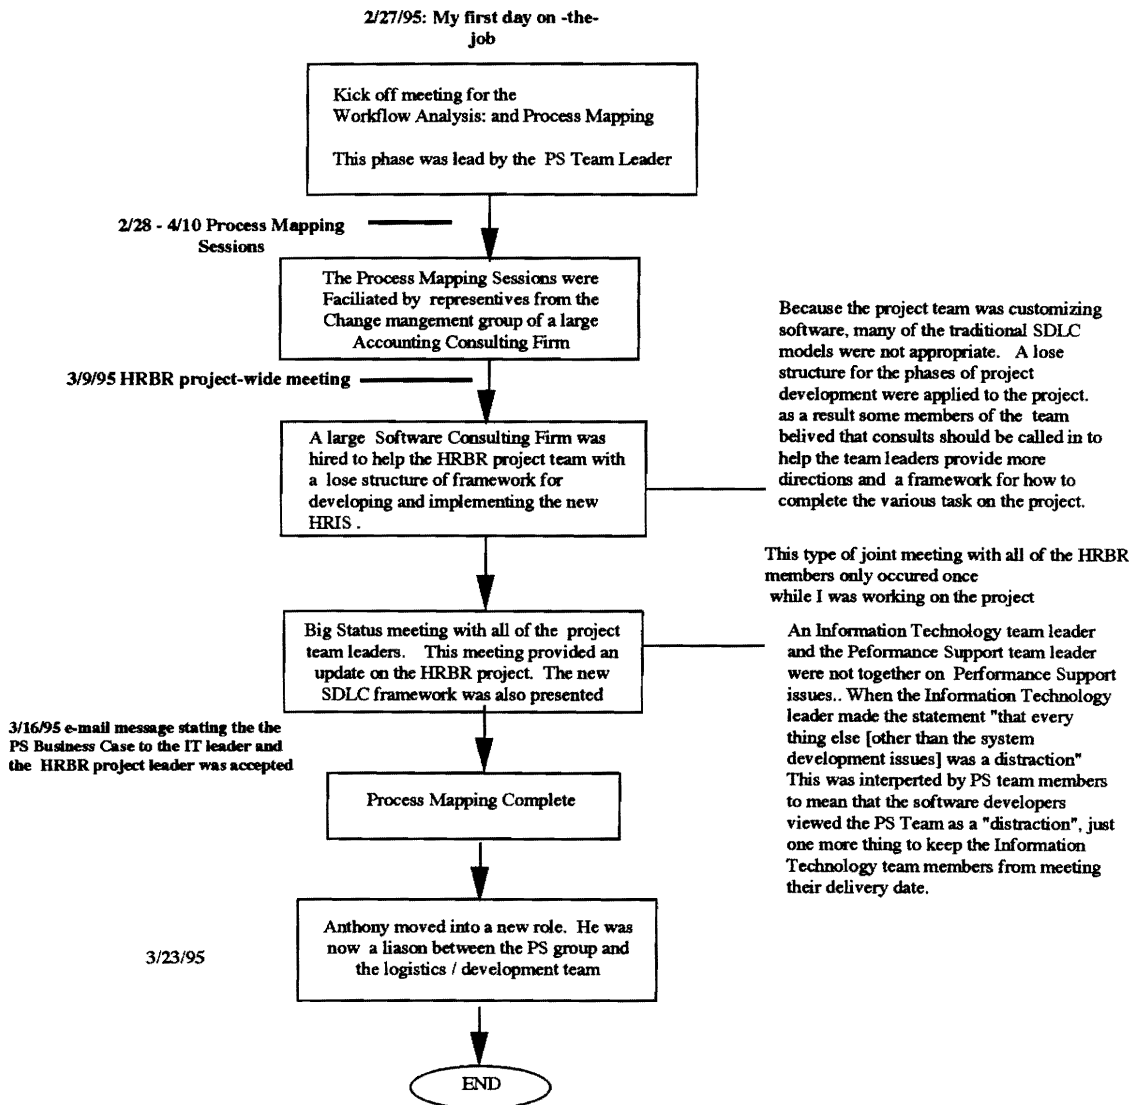 2/27/95: My first day on -the-
job
Kick off meeting for the
Workflow Analysis: and Process Mapping
This phase was lead by the PS Team Leader
2/28 - 4/10 Process Mapping
Sessions
The Process Mapping Sessions were
Faciliated by representives from the
Change mangement group of a large
Accounting Consulting Firm
3/9/95 HRBR project-wide meeting
A large Software Consulting Firm was
hired to help the HRBR project team with
a lose structure of framework for
developing and implementing the new
HRIS .
Because the project team was customizing
software, many of the traditional SDLC
models were not appropriate. A lose
structure for the phases of project
development were applied to the project.
as a result some members of the team
belived that consults should be called in to
help the team leaders provide more
directions and a framework for how to
complete the various task on the project.
This type of joint meeting with all of the HRBR
members only occured once
while I was working on the project
Big Status meeting with all of the project
team leaders. This meeting provided an
update on the HRBR project. The new
SDLC framework was also presented
An Information Technology team leader
and the Peformance Support team leader
were not together on Performance Support
issues.. When the Information Technology
leader made the statement "that every
thing else [other than the system
development issues] was a distraction"
This was interperted by PS team members
to mean that the software developers
viewed the PS Team as a "distraction", just
one more thing to keep the Information
Technology team members from meeting
their delivery date.
3/16/95 e-mail message stating the the
PS Business Case to the IT leader and
the HRBR project leader was accepted
Process Mapping Complete
3/23/95
Anthony moved into a new role. He was
now a liason between the PS group and
the logistics / development team
END